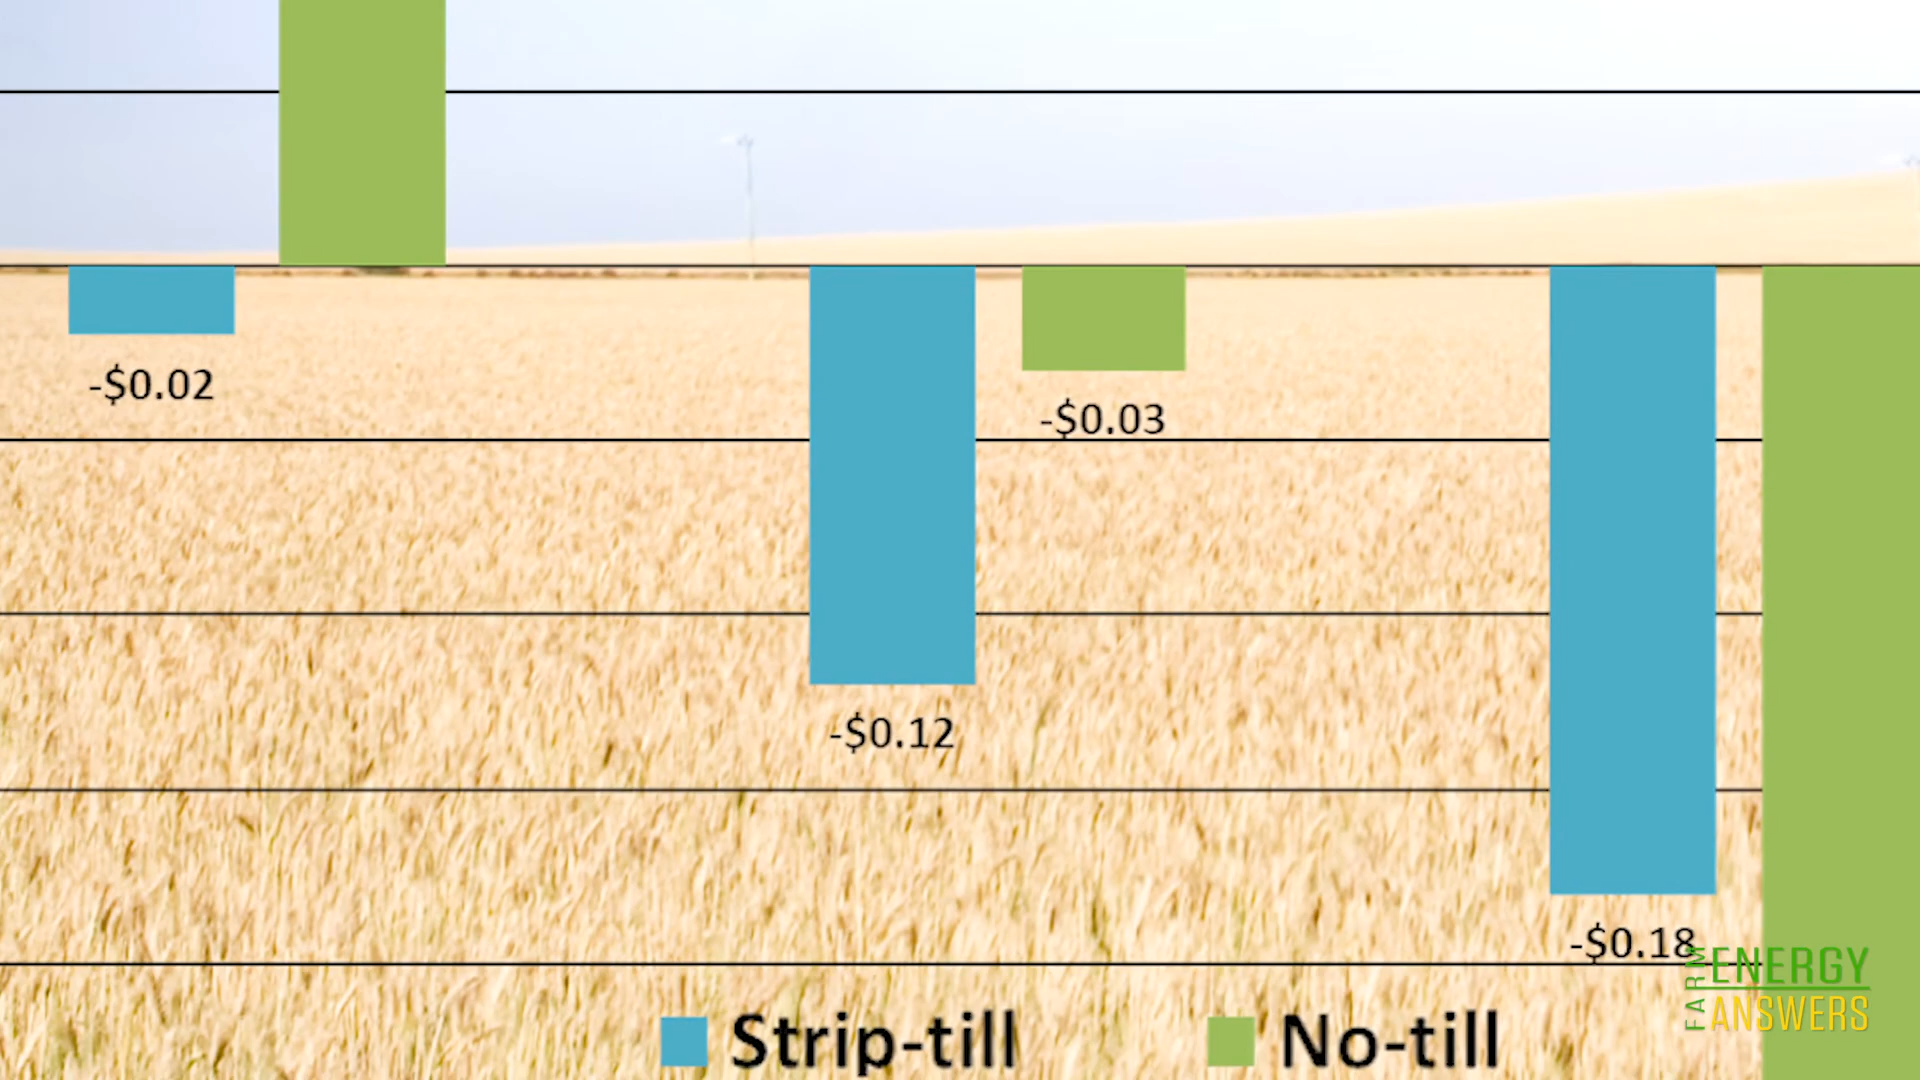 -$0.02
-$0.03
-$0.12
-$0.18
Strip-till
No-till
FARM
ENERGY
ANSWERS